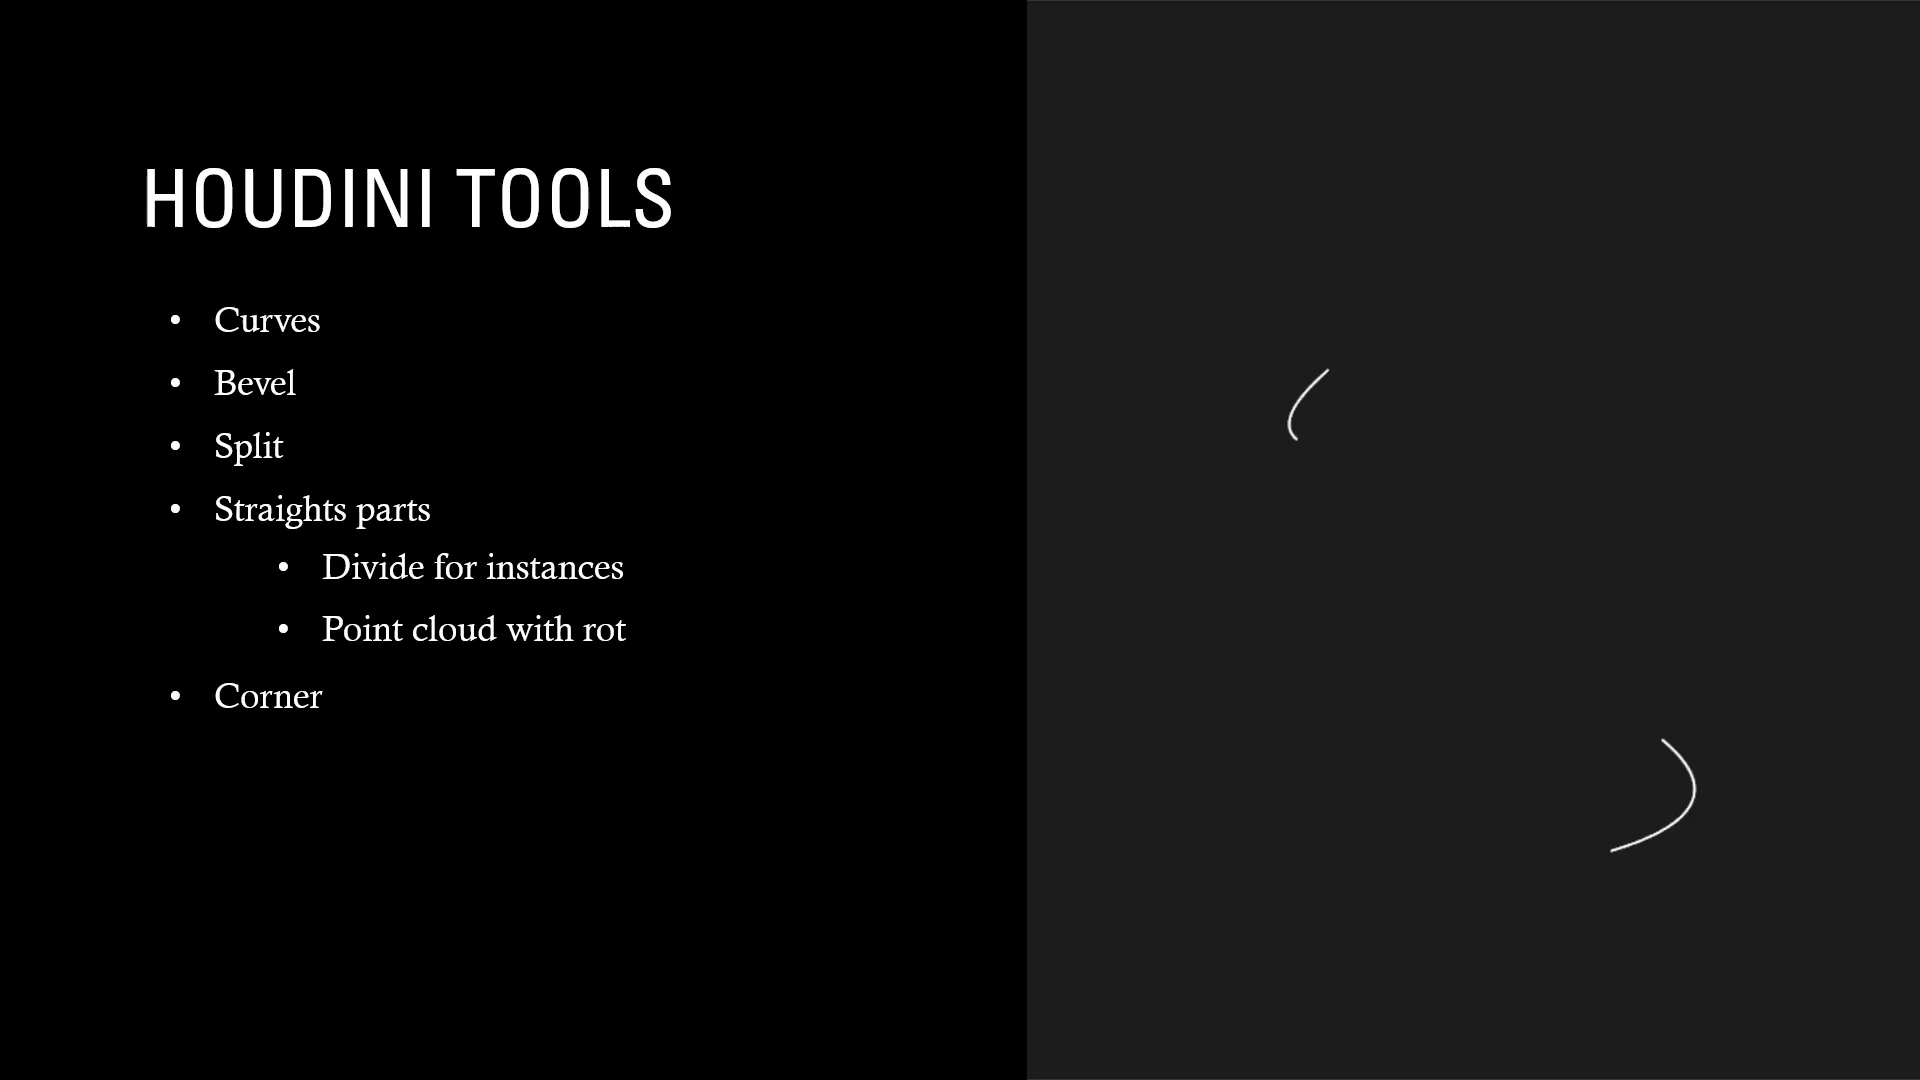 HOUDINI TOOLS
• Curves
• Bevel
• Split
• Straights parts
• Divide for instances
• Point cloud with rot
• Corner